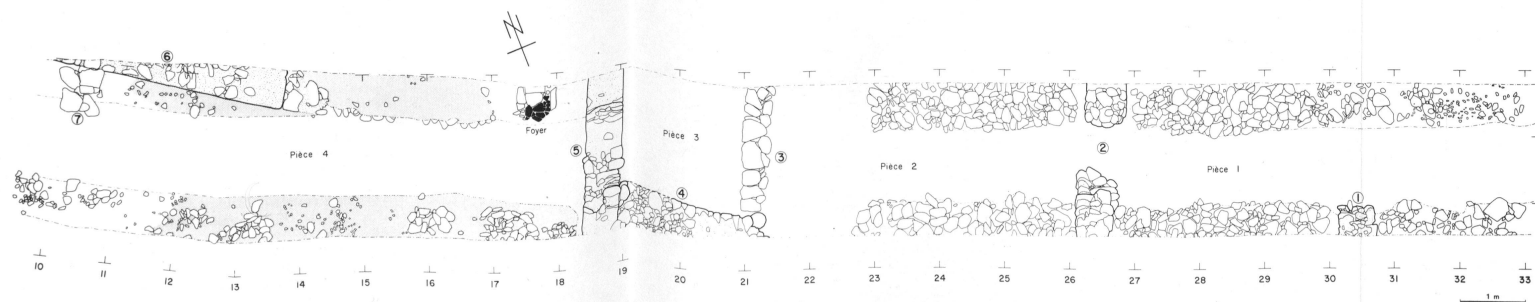 N
⑥
⑦
Foyer
Pièce 4
⑤
Pièce 3
③
④
Pièce 2
②
Pièce 1
①
10 11 12 13 14 15 16 17 18 19 20 21 22 23 24 25 26 27 28 29 30 31 32 33
1 m